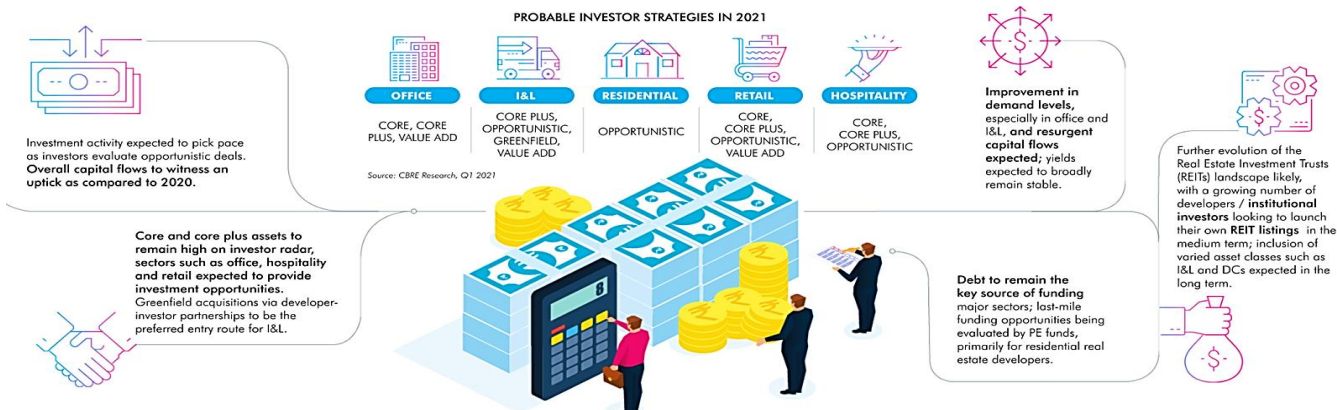 PROBABLE INVESTOR STRATEGIES IN 2021
OFFICE
CORE, CORE
PLUS, VALUE ADD
I&L
CORE PLUS,
OPPORTUNISTIC,
GREENFIELD,
VALUE ADD
RESIDENTIAL
OPPORTUNISTIC
RETAIL
CORE,
CORE PLUS,
OPPORTUNISTIC,
VALUE ADD
HOSPITALITY
CORE,
CORE PLUS,
OPPORTUNISTIC
Source: CBRE Research, Q1 2021
Investment activity expected to pick pace
as investors evaluate opportunistic deals.
Overall capital flows to witness an
uptick as compared to 2020.
Core and core plus assets to
remain high on investor radar,
sectors such as office, hospitality
and retail expected to provide
investment opportunities.
Greenfield acquisitions via developer-
investor partnerships to be the
preferred entry route for I&L.
8
$
Improvement in
demand levels,
especially in office and
I&L, and resurgent
capital flows
expected; yields
expected to broadly
remain stable.
$
Further evolution of the
Real Estate Investment Trusts
(REITs) landscape likely,
with a growing number of
developers / institutional
investors looking to launch
their own REIT listings in the
medium term; inclusion of
varied asset classes such as
I&L and DCs expected in the
long term.
Debt to remain the
key source of funding
major sectors; last-mile
funding opportunities being
evaluated by PE funds,
primarily for residential real
estate developers.
$